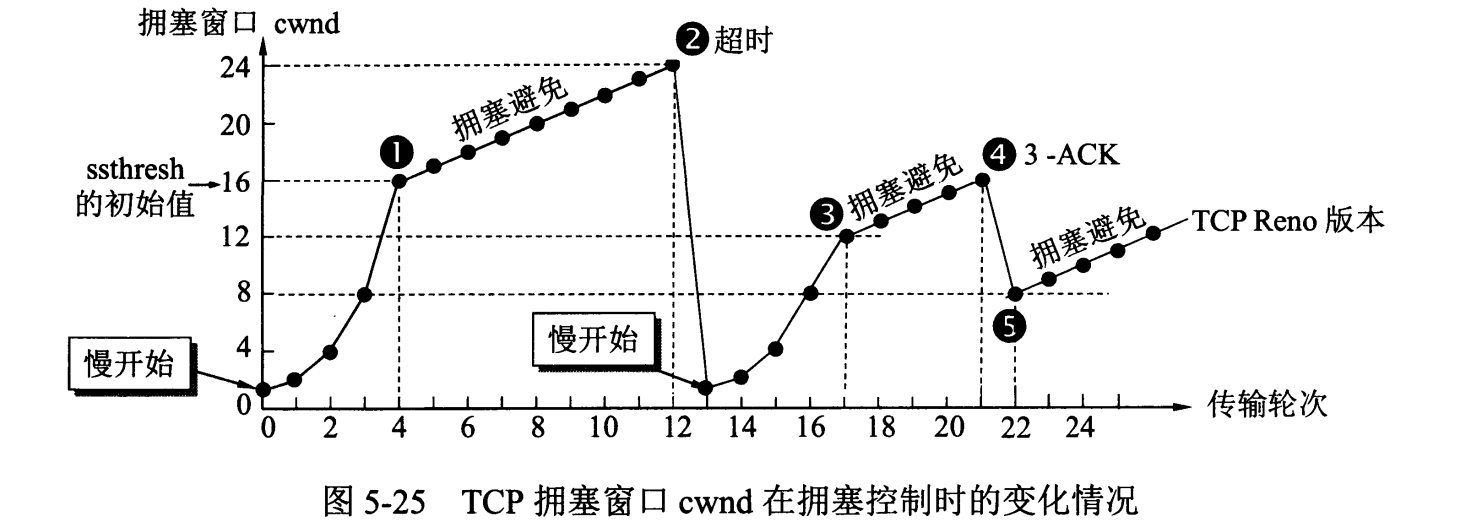 拥塞窗口 cwnd
❷超时
24
拥塞避免
20
❶
❹ 3 -ACK
ssthresh
的初始值
16
❸
拥塞避免
12
拥塞避免
TCP Reno 版本
8
❺
慢开始
4
慢开始
0
0 2 4 6 8 10 12 14 16 18 20 22 24
传输轮次
图 5-25 TCP 拥塞窗口 cwnd 在拥塞控制时的变化情况